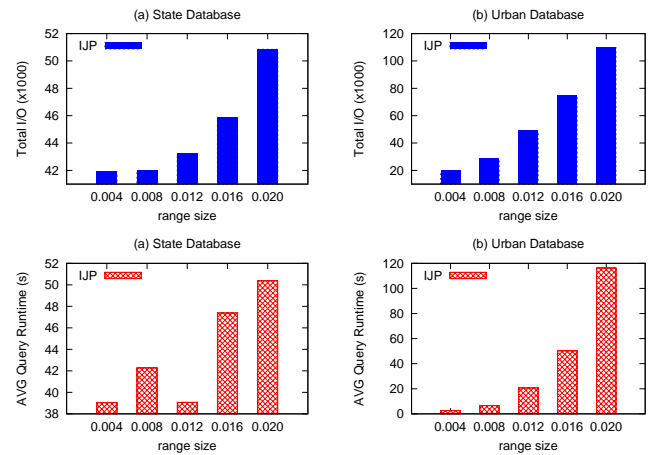 (a) State Database
Total I/O (x1000)
52
50
48
46
44
42
IJP
0.004 0.008 0.012 0.016 0.020
range size
(b) Urban Database
Total I/O (x1000)
120
100
80
60
40
20
IJP
0.004 0.008 0.012 0.016 0.020
range size
(a) State Database
AVG Query Runtime (s)
52
50
48
46
44
42
40
38
IJP
0.004 0.008 0.012 0.016 0.020
range size
(b) Urban Database
AVG Query Runtime (s)
120
100
80
60
40
20
0
IJP
0.004 0.008 0.012 0.016 0.020
range size